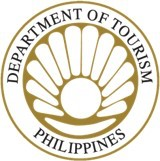 DEPARTMENT OF TOURISM
PHILIPPINES